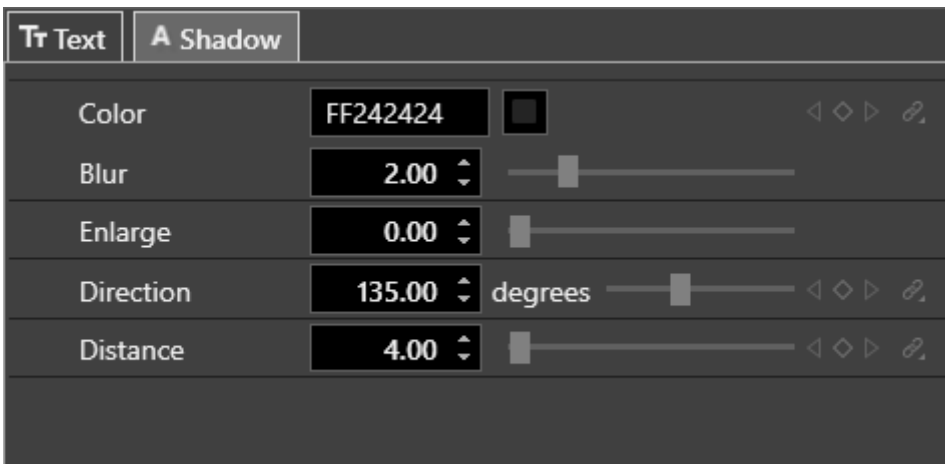 Tт Text A Shadow
Color FF242424
Blur 2.00
Enlarge 0.00
Direction 135.00 degrees
Distance 4.00